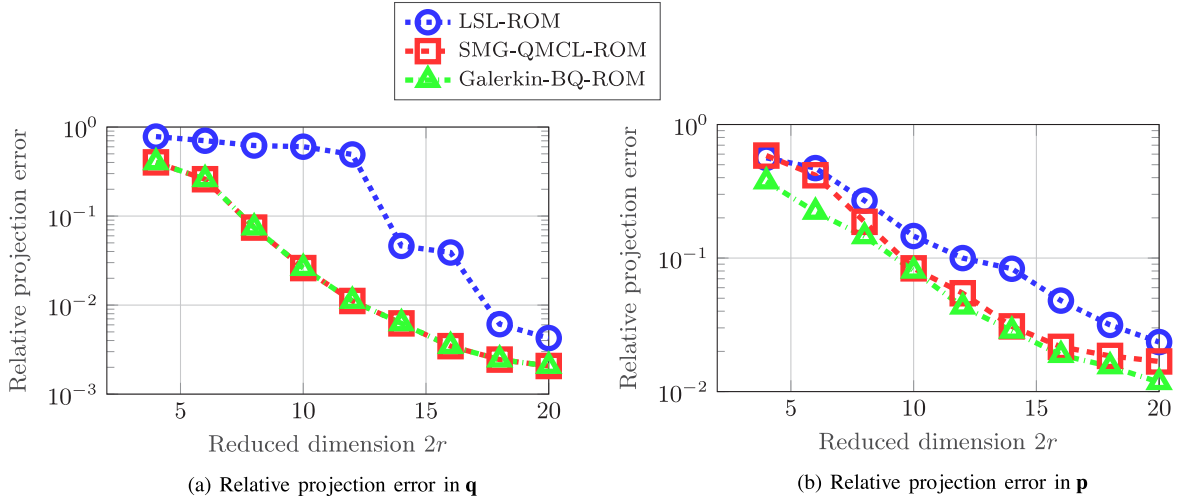 LSL-ROM
SMG-QMCL-ROM
Galerkin-BQ-ROM
Relative projection error
10^0
10^{-1}
10^{-2}
10^{-3}
5
10
15
20
Reduced dimension 2r
(a) Relative projection error in q
Relative projection error
10^0
10^{-1}
10^{-2}
5
10
15
20
Reduced dimension 2r
(b) Relative projection error in p